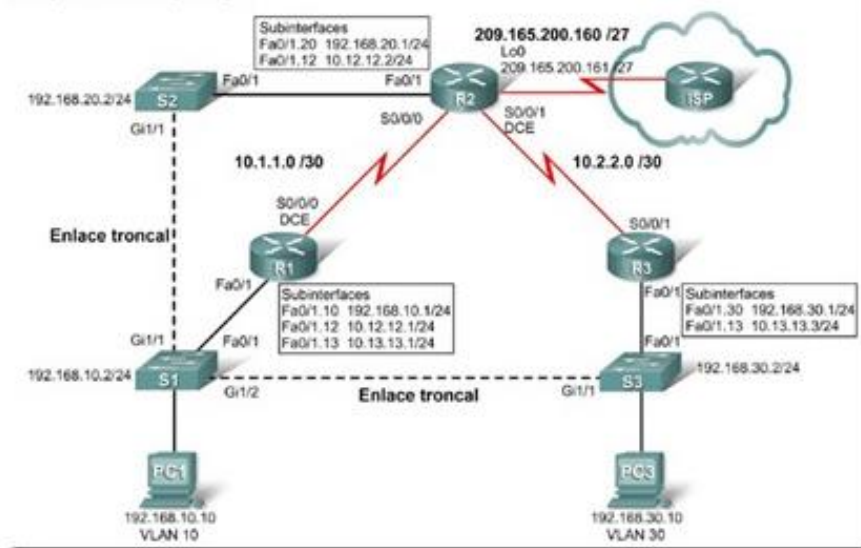 Subinterfaces
Fa0/1.20 192.168.20.1/24
Fa0/1.12 10.12.12.2/24
209.165.200.160 /27
Lo0
209.165.200.161 /27
Fa0/1
Fa0/1
S2
R2
ISP
192.168.20.2/24
Gi1/1
S0/0/0
S0/0/1
DCE
10.1.1.0 /30
10.2.2.0 /30
S0/0/0
DCE
S0/0/1
Enlace troncal
R1
R3
Fa0/1
Subinterfaces
Fa0/1.10 192.168.10.1/24
Fa0/1.12 10.12.12.1/24
Fa0/1.13 10.13.13.1/24
Fa0/1
Subinterfaces
Fa0/1.30 192.168.30.1/24
Fa0/1.13 10.13.13.3/24
Gi1/1
Fa0/1
Fa0/1
192.168.10.2/24
S1
Gi1/2
Enlace troncal
Gi1/1
S3
192.168.30.2/24
PC1
PC3
192.168.10.10
VLAN 10
192.168.30.10
VLAN 30